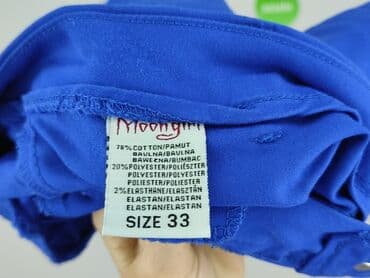 Moongirl
78% COTTON/PAMUT
BAVLNA/BAVLNA
BAWEŁNA/BUMBAC
20%POLYESTER/POLIÉSZTER
POLYESTER/POLYESTER
POLIESTER/POLIESTER
2%ELASTHANE/ELASZTÁN
ELASTAN/ELASTAN
ELASTAN/ELASTAN
SIZE 33